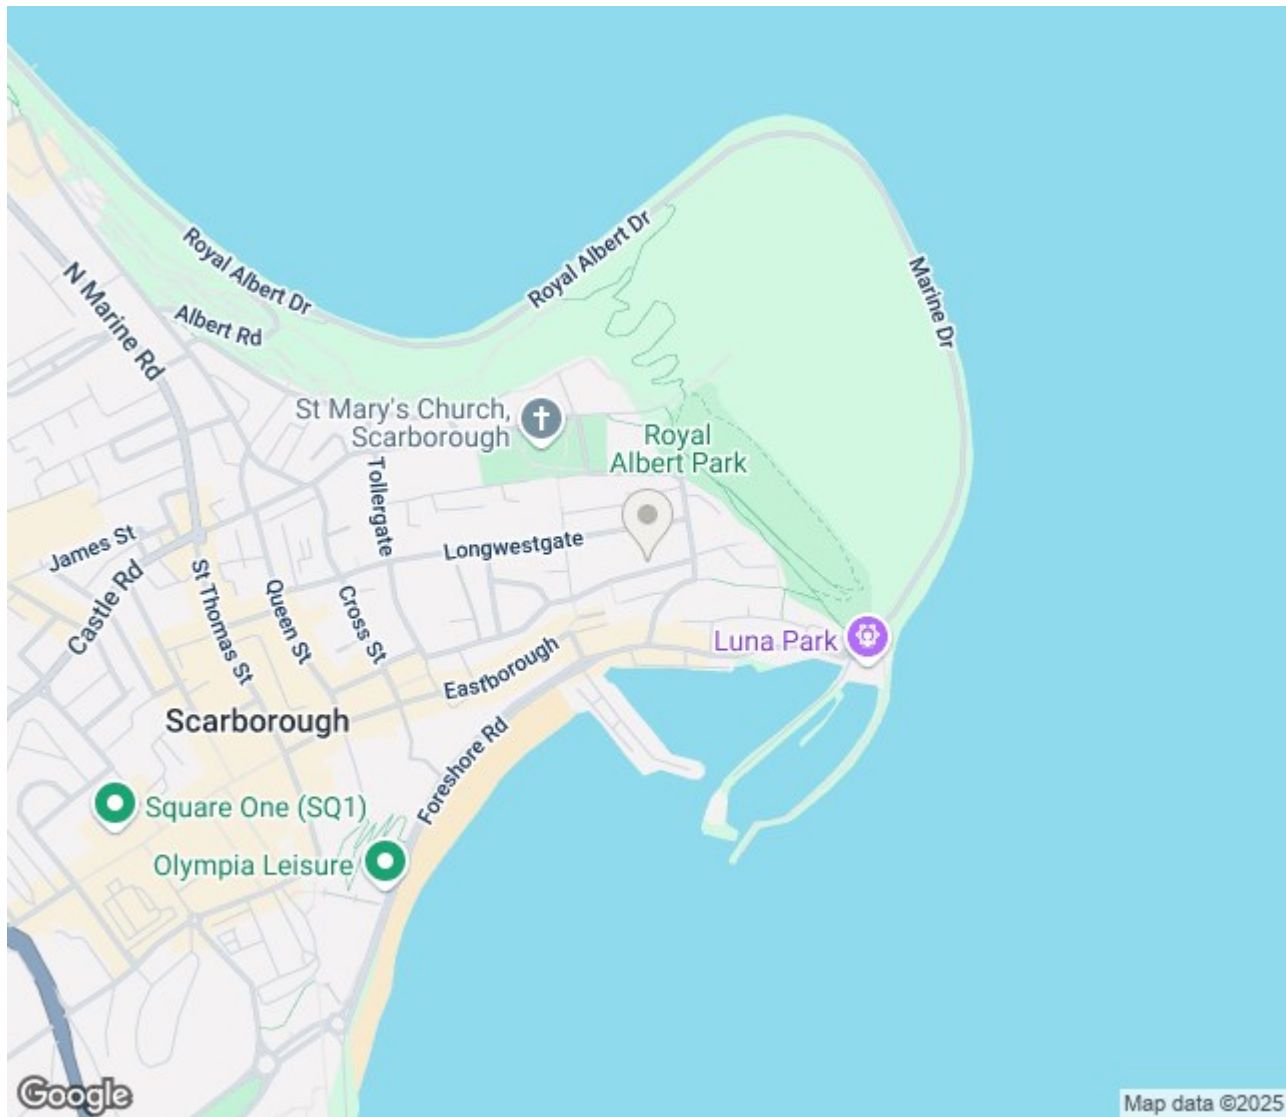 Royal Albert Dr
Royal Albert Dr
Marine Dr
N Marine Rd
Albert Rd
St Mary's Church,
Scarborough
Royal
Albert Park
Tollergate
James St
Longwestgate
Castle Rd
St Thomas St
Queen St
Cross St
Luna Park
Eastborough
Scarborough
Foreshore Rd
Square One (SQ1)
Olympia Leisure
Google
Map data ©2025